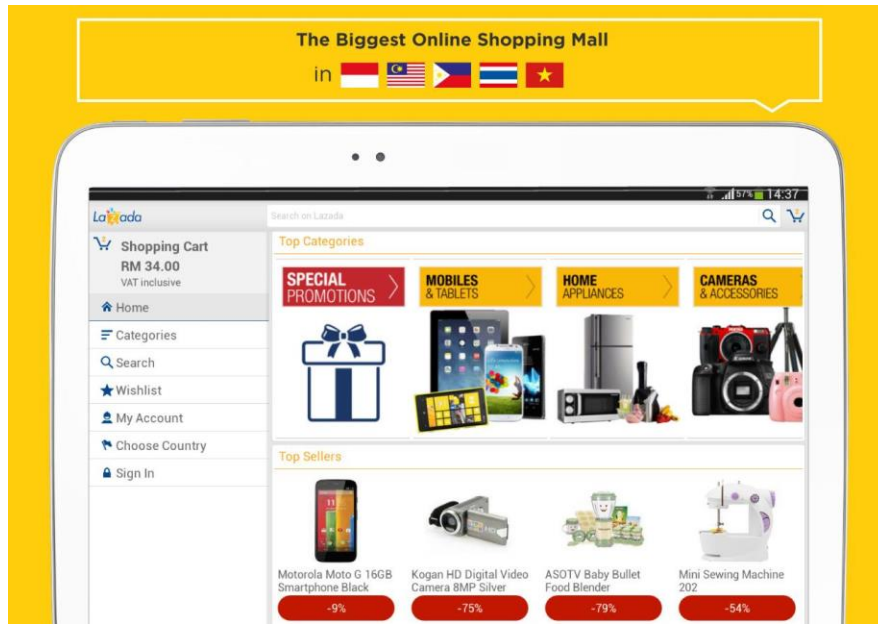 The Biggest Online Shopping Mall
in
57% 14:37
Lazada
Search on Lazada
2
2
Shopping Cart
RM 34.00
VAT inclusive
Home
Categories
Search
Wishlist
My Account
Choose Country
Sign In
Top Categories
SPECIAL
PROMOTIONS
MOBILES
& TABLETS
HOME
APPLIANCES
CAMERAS
& ACCESSORIES
Top Sellers
Motorola Moto G 16GB
Smartphone Black
-9%
Kogan HD Digital Video
Camera 8MP Silver
-75%
ASOTV Baby Bullet
Food Blender
-79%
Mini Sewing Machine
202
-54%